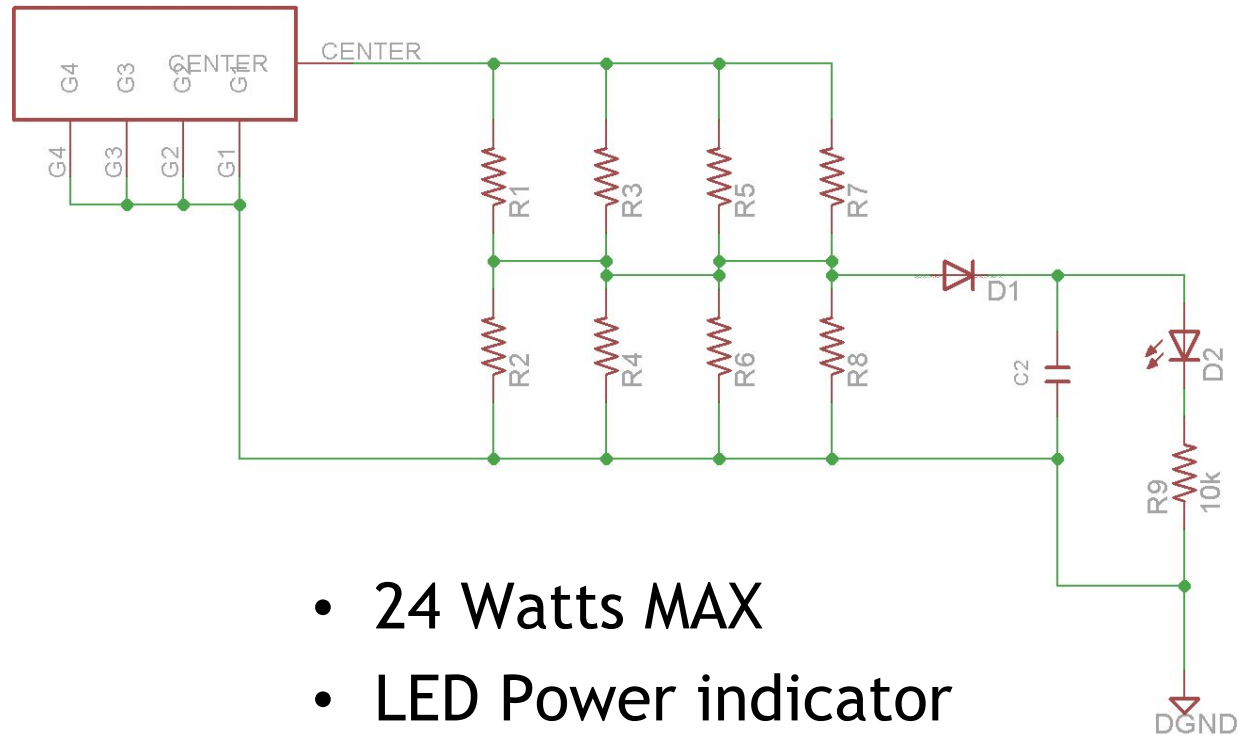 CENTER
CENTER
G4 G3 G2 G1
G4 G3 G2 G1
R1 R3 R5 R7
D1
R2 R4 R6 R8 C2 D2
R9 10k
• 24 Watts MAX
• LED Power indicator
DGND